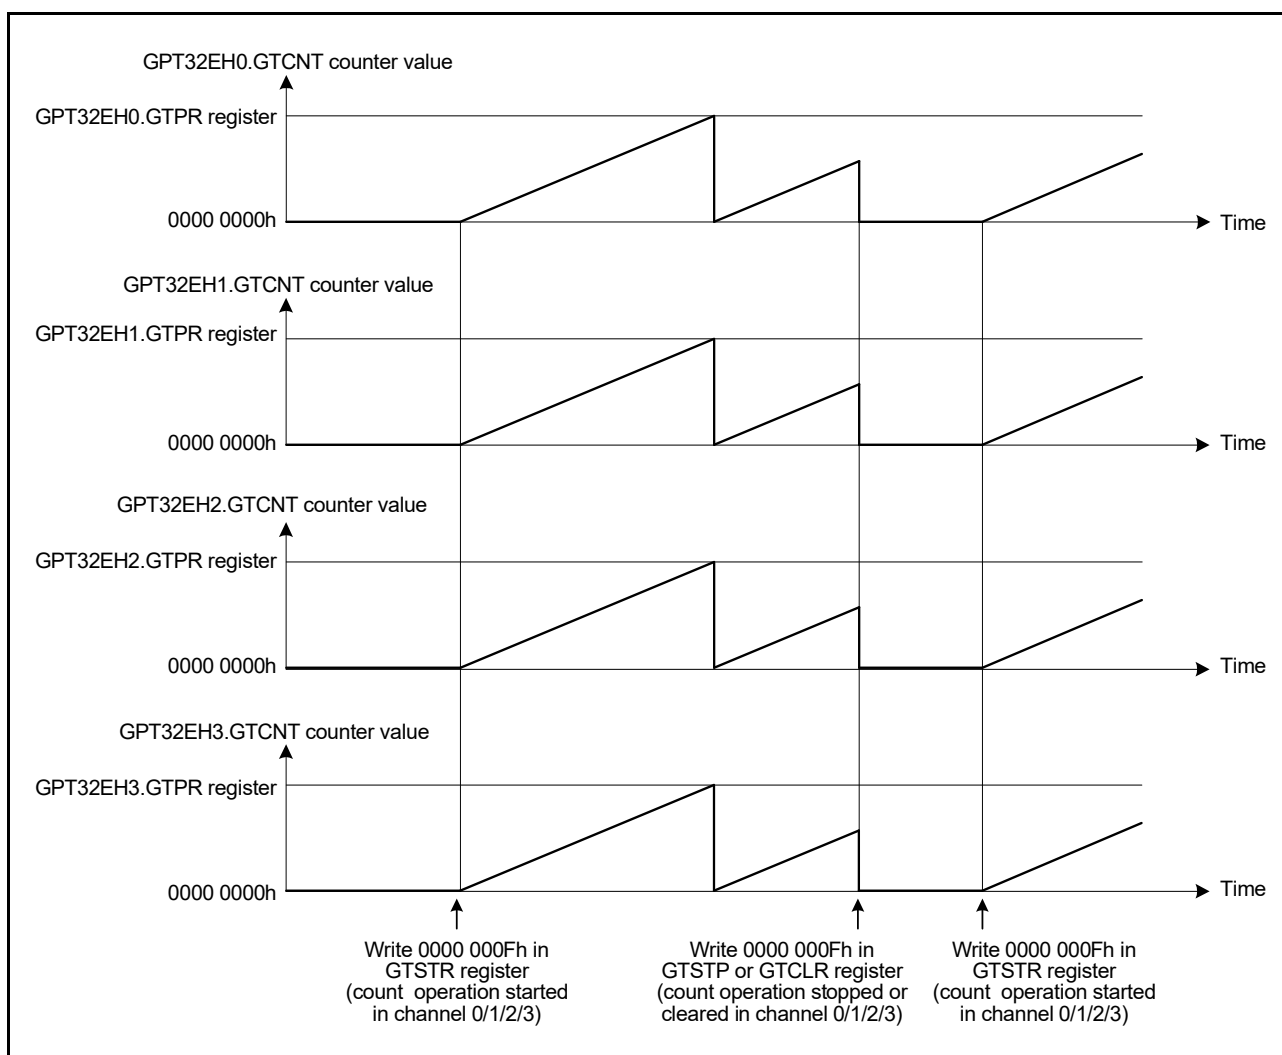 GPT32EH0.GTCNT counter value
GPT32EH0.GTPR register
0000 0000h
Time
GPT32EH1.GTCNT counter value
GPT32EH1.GTPR register
0000 0000h
Time
GPT32EH2.GTCNT counter value
GPT32EH2.GTPR register
0000 0000h
Time
GPT32EH3.GTCNT counter value
GPT32EH3.GTPR register
0000 0000h
Time
Write 0000 000Fh in
GTSTR register
(count operation started
in channel 0/1/2/3)
Write 0000 000Fh in
GTSTP or GTCLR register
(count operation stopped or
cleared in channel 0/1/2/3)
Write 0000 000Fh in
GTSTR register
(count operation started
in channel 0/1/2/3)